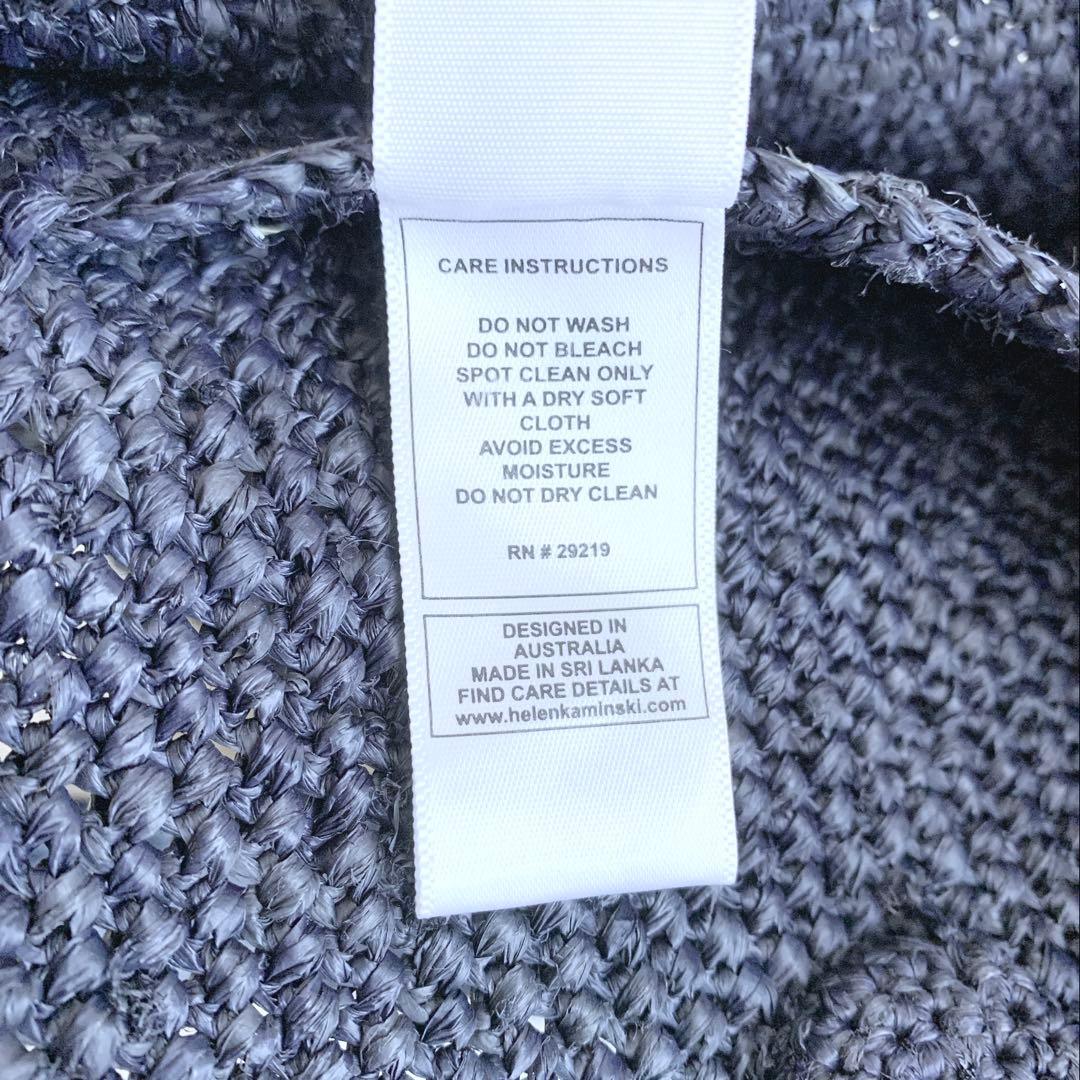 CARE INSTRUCTIONS
DO NOT WASH
DO NOT BLEACH
SPOT CLEAN ONLY
WITH A DRY SOFT
CLOTH
AVOID EXCESS
MOISTURE
DO NOT DRY CLEAN
RN # 29219
DESIGNED IN
AUSTRALIA
MADE IN SRI LANKA
FIND CARE DETAILS AT
www.helenkaminski.com